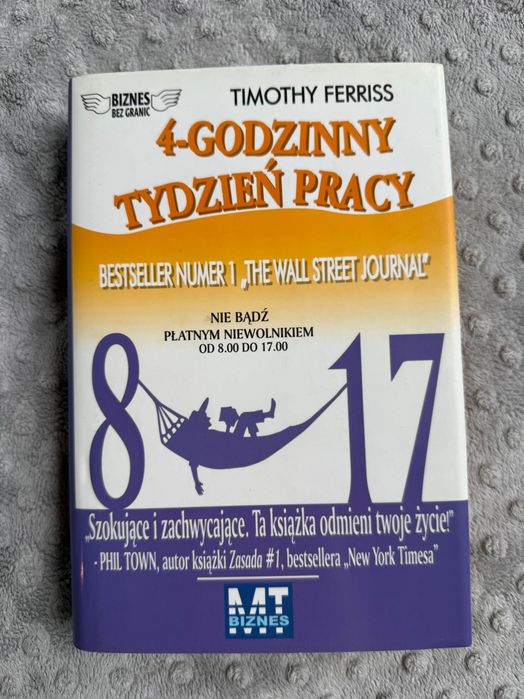 BIZNES
BEZ GRANIC
TIMOTHY FERRISS
4-GODZINNY
TYDZIEŃ PRACY
BESTSELLER NUMER 1 „THE WALL STREET JOURNAL”
NIE BĄDŹ
PŁATNYM NIEWOLNIKIEM
OD 8.00 DO 17.00
8 17
„Szokujące i zachwycające. Ta książka odmieni twoje życie!”
- PHIL TOWN, autor książki Zasada #1, bestsellera „New York Timesa”
MT
BIZNES